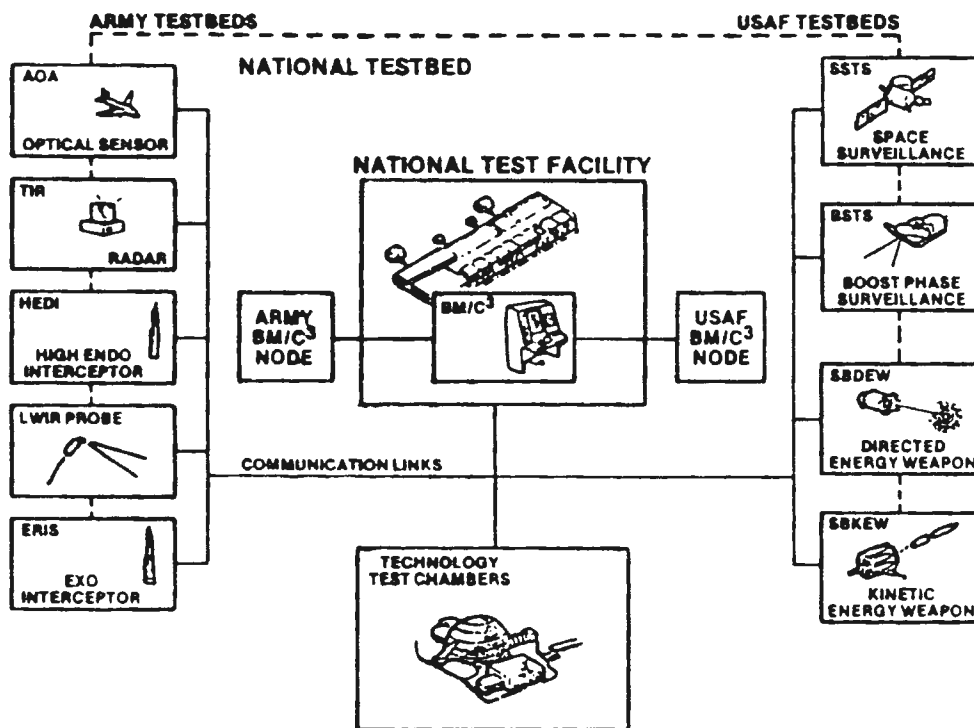 ARMY TESTBEDS
USAF TESTBEDS
NATIONAL TESTBED
AOA
OPTICAL SENSOR
TIR
RADAR
HEDI
HIGH ENDO
INTERCEPTOR
LWIR PROBE
ERIS
EXO
INTERCEPTOR
NATIONAL TEST FACILITY
BM/C³
ARMY
BM/C³
NODE
USAF
BM/C³
NODE
COMMUNICATION LINKS
TECHNOLOGY
TEST CHAMBERS
SSTS
SPACE
SURVEILLANCE
BSTS
BOOST PHASE
SURVEILLANCE
SBDEW
DIRECTED
ENERGY WEAPON
SBKEW
KINETIC
ENERGY WEAPON